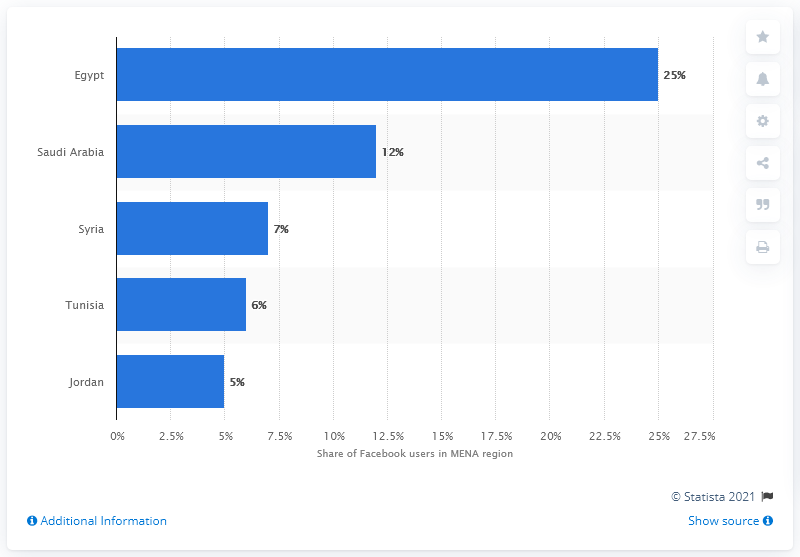 Egypt 25%
Saudi Arabia 12%
Syria 7%
Tunisia 6%
Jordan 5%
0% 2.5% 5% 7.5% 10% 12.5% 15% 17.5% 20% 22.5% 25% 27.5%
Share of Facebook users in MENA region
© Statista 2021
Additional Information Show source